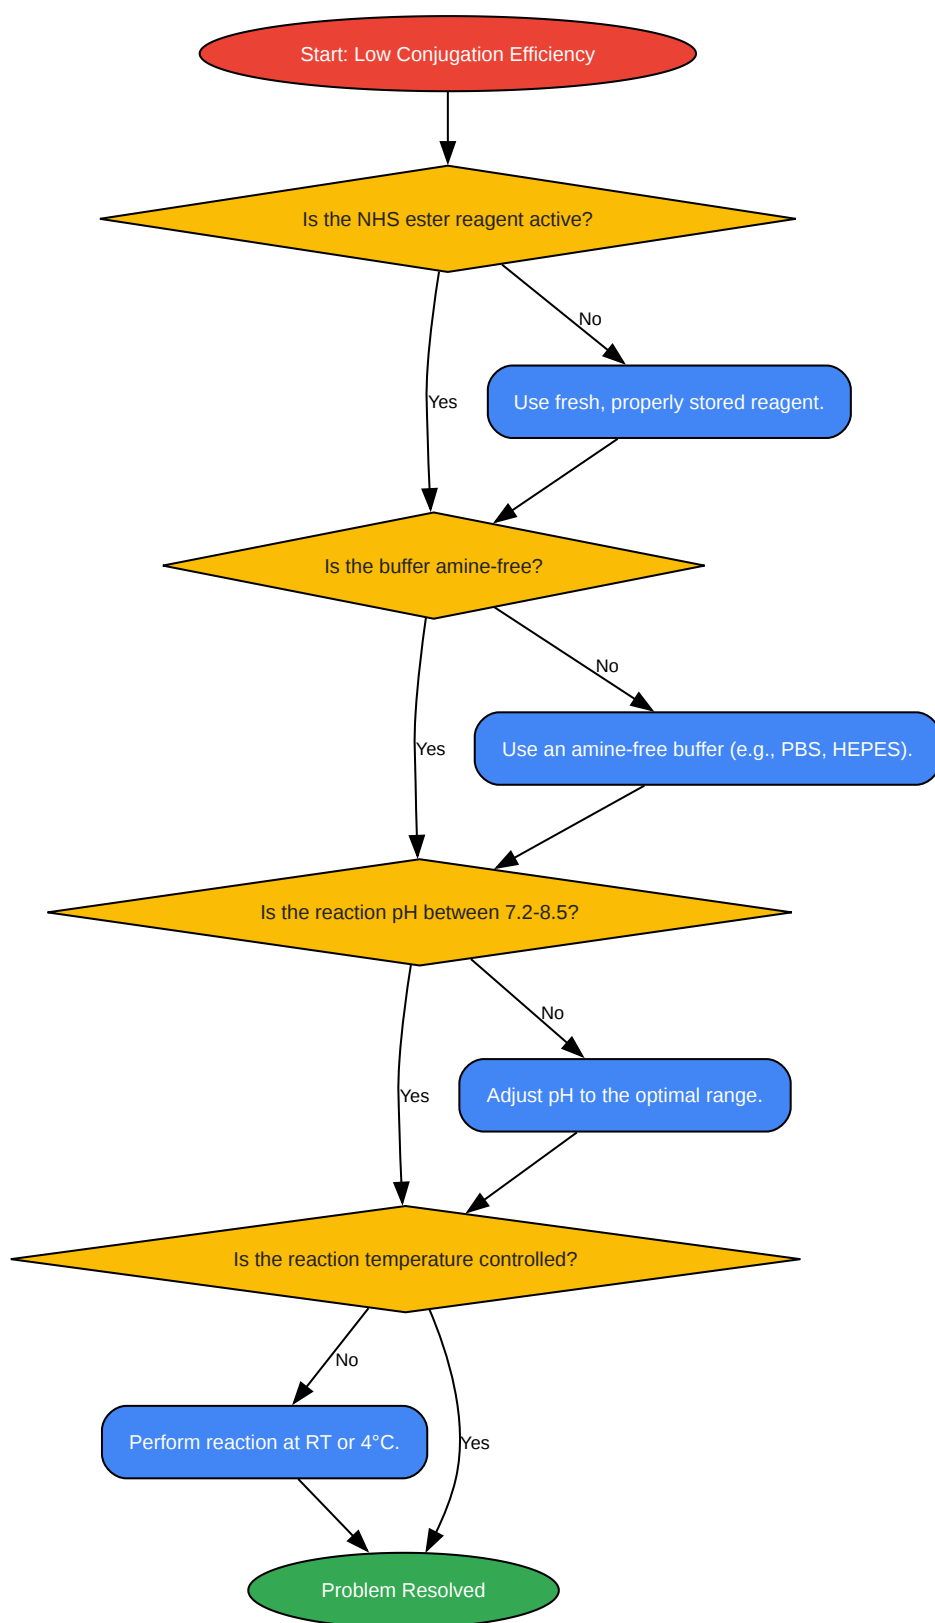 Start: Low Conjugation Efficiency
Is the NHS ester reagent active?
No
Yes
Use fresh, properly stored reagent.
Is the buffer amine-free?
No
Yes
Use an amine-free buffer (e.g., PBS, HEPES).
Is the reaction pH between 7.2-8.5?
No
Yes
Adjust pH to the optimal range.
Is the reaction temperature controlled?
No
Perform reaction at RT or 4°C.
Yes
Problem Resolved